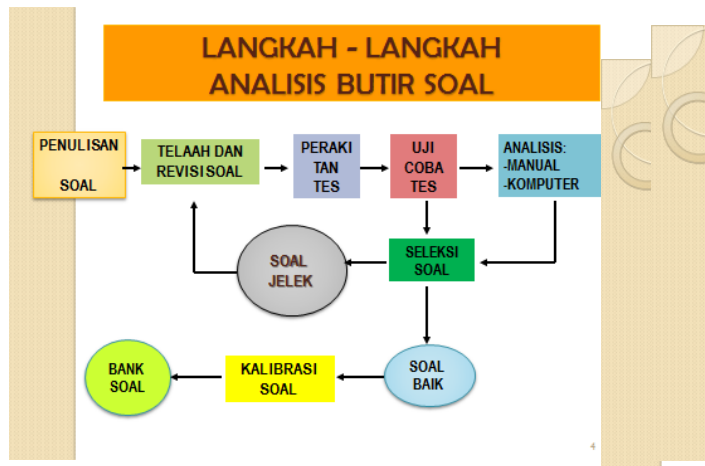 LANGKAH - LANGKAH
ANALISIS BUTIR SOAL
PENULISAN
SOAL
TELAAH DAN
REVISI SOAL
PERAKI
TAN
TES
UJI
COBA
TES
ANALISIS:
-MANUAL
-KOMPUTER
SOAL
JELEK
SELEKSI
SOAL
BANK
SOAL
KALIBRASI
SOAL
SOAL
BAIK
4